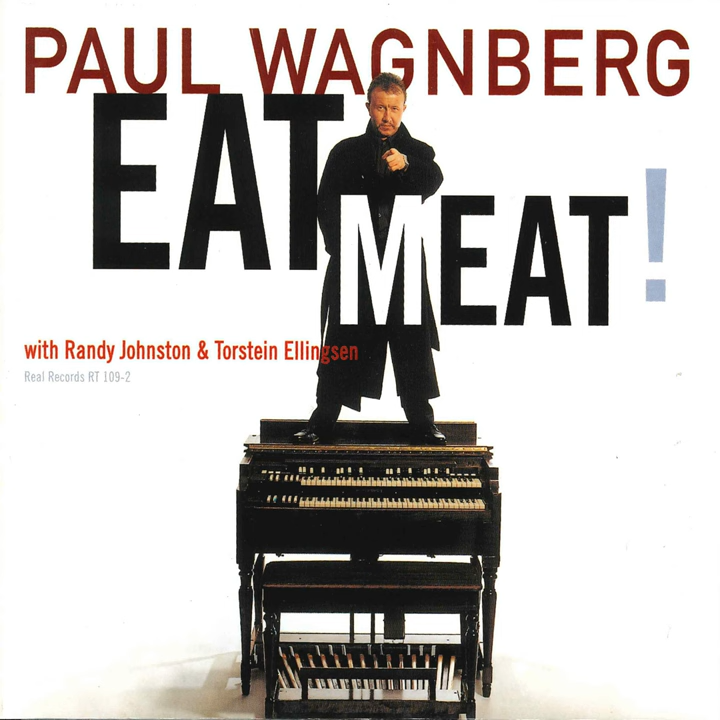 PAUL WAGNBERG
EAT
MEAT!
with Randy Johnston & Torstein Ellingsen
Real Records RT 109-2